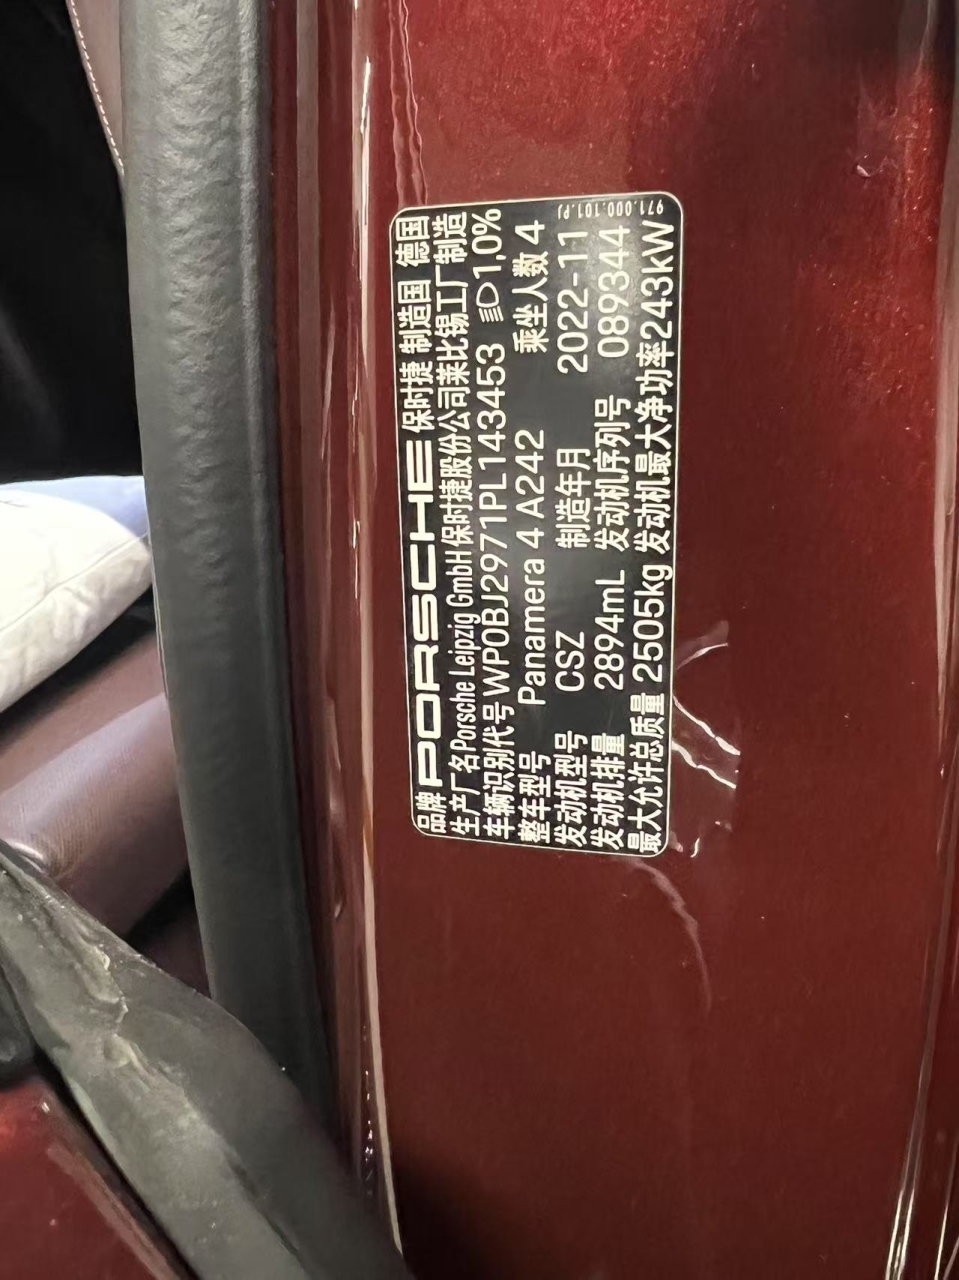 品牌 PORSCHE 保时捷 制造国 德国
生产厂名 Porsche Leipzig GmbH 保时捷股份公司莱比锡工厂制造
车辆识别代号 WP0BJ2971PL143453 1,0%
整车型号 Panamera 4 A242 乘坐人数 4
发动机型号 CSZ 制造年月 2022-11
发动机排量 2894mL 发动机序列号 089344
最大允许总质量 2505kg 发动机最大净功率 243kW
971.000.101.PJ